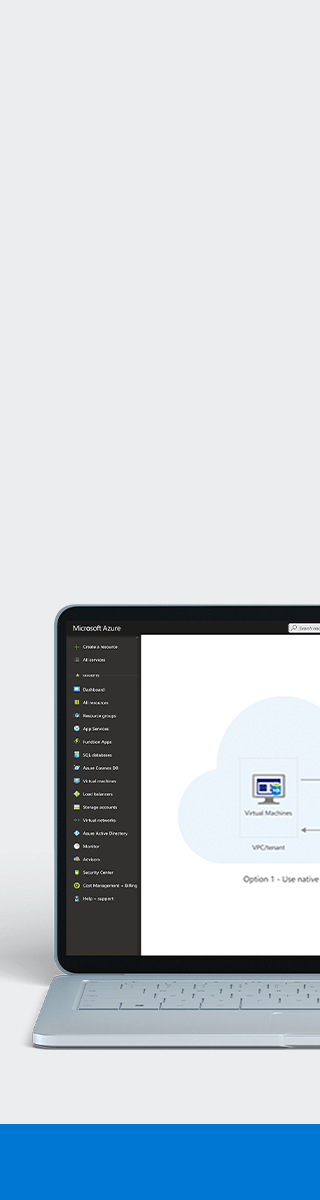 Microsoft Azure
Create a resource
All services
FAVORITES
Dashboard
All resources
Resource groups
App Services
Function Apps
SQL databases
Azure Cosmos DB
Virtual machines
Load balancers
Storage accounts
Virtual networks
Azure Active Directory
Monitor
Advisors
Security Center
Cost Management + Billing
Help + support
Search
Virtual Machines
VPC/tenant
Option 1 - Use native